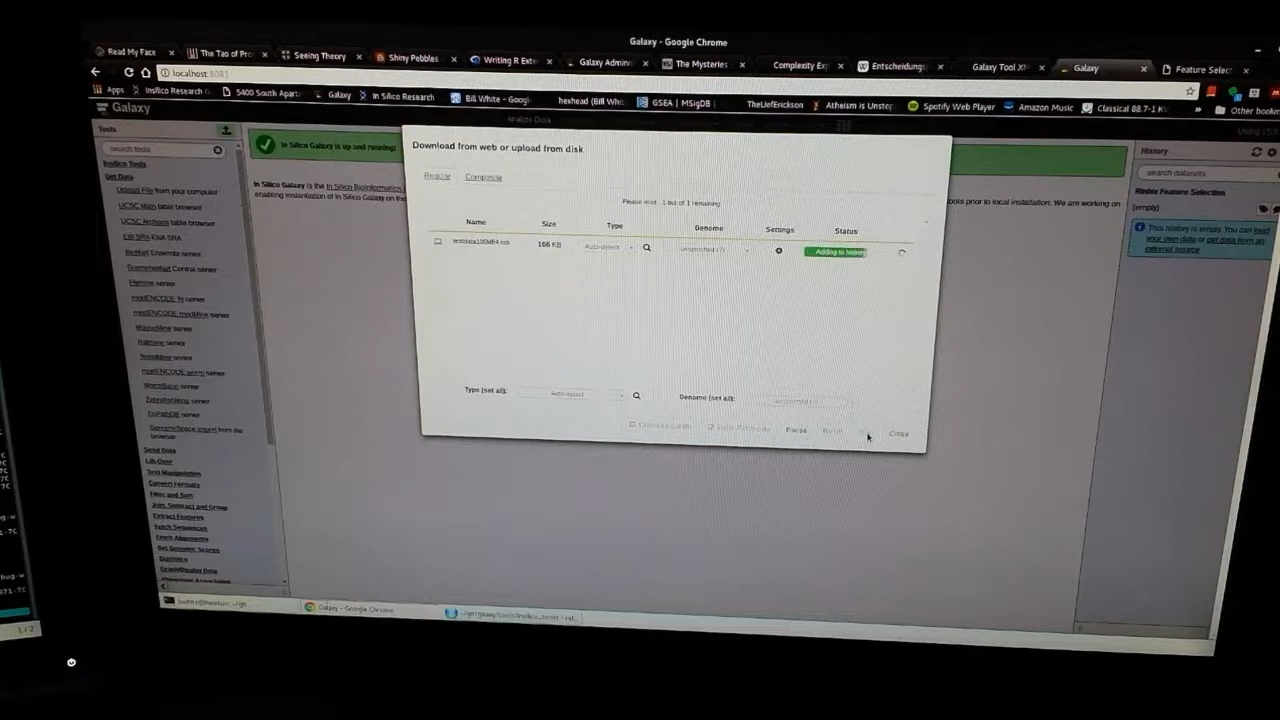 Galaxy - Google Chrome
Read My Face
The Tao of Pro
Seeing Theory
Shiny Pebbles
Writing R Exte
Galaxy Admini
The Mysteries
Complexity Ex
Entscheidung
Galaxy Tool XM
Galaxy
Feature Select
localhost:8081
Apps
Insilico Research G
5400 South Apart
Galaxy
In Silico Research
Bill White - Googl
hexhead (Bill Whi
GSEA | MSigDB
TheLiefErickson
Atheism is Unstop
Spotify Web Player
Amazon Music
Classical 88.7-1 K
»
Other bookm
Galaxy
Analyze Data
Tools
search tools
Insilico Tools
Get Data
Upload File from your computer
UCSC Main table browser
UCSC Archaea table browser
EBI SRA ENA SRA
BioMart Ensembl server
GrameneMart Central server
Flymine server
modENCODE fly server
modENCODE modMine server
MouseMine server
Ratmine server
YeastMine server
modENCODE worm server
WormBase server
ZebrafishMine server
EuPathDB server
GenomeSpace import from file browser
Send Data
Lift-Over
Text Manipulation
Convert Formats
Filter and Sort
Join, Subtract and Group
Extract Features
Fetch Sequences
Fetch Alignments
Get Genomic Scores
Statistics
Graph/Display Data
Phenotype Association
In Silico Galaxy is up and running!
In Silico Galaxy is the In Silico Bioinformatics
enabling instantiation of In Silico Galaxy on the
ools prior to local installation. We are working on
Download from web or upload from disk
Regular
Composite
Please wait...1 out of 1 remaining
Name
Size
Type
Genome
Settings
Status
166 KB
Auto-detect
unspecified (?)
Adding to history
Type (set all):
Auto-detect
Genome (set all):
unspecified (?)
Pause
Reset
Close
History
search datasets
Rinbix Feature Selection
(empty)
This history is empty. You can load
your own data or get data from an
external source
Galaxy - Google Chrome
1 / 2